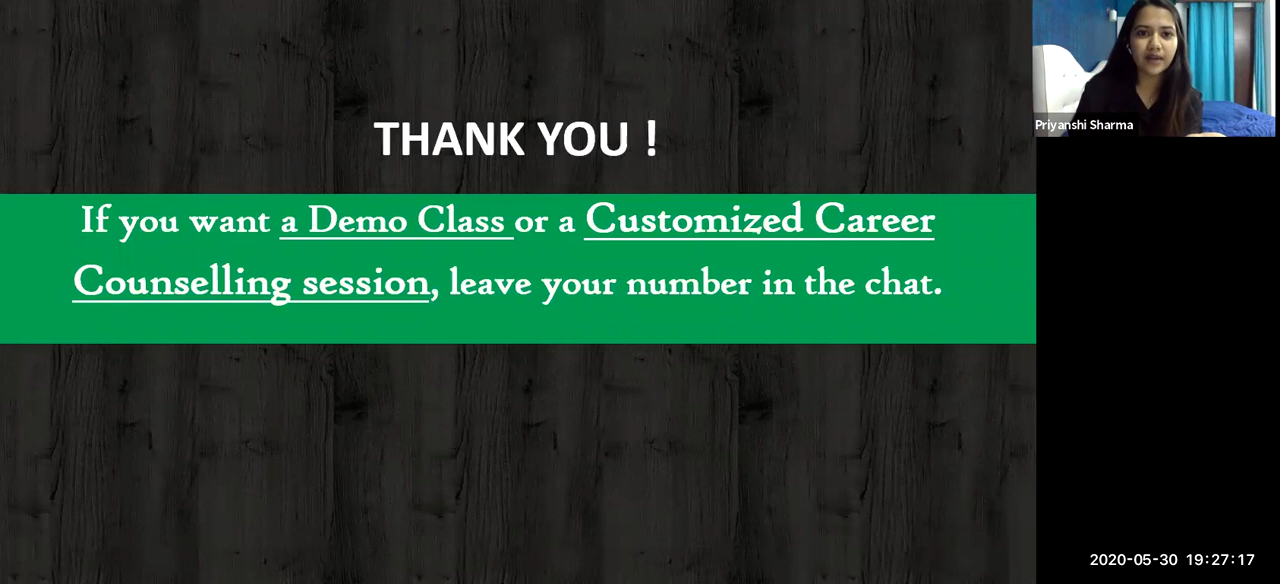 THANK YOU !
If you want a Demo Class or a Customized Career
Counselling session, leave your number in the chat.
Priyanshi Sharma
2020-05-30 19:27:17